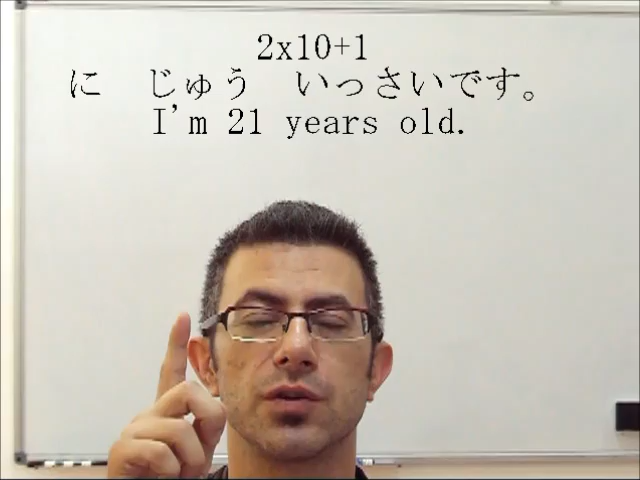 2x10+1
に じゅう いっさいです。
I'm 21 years old.